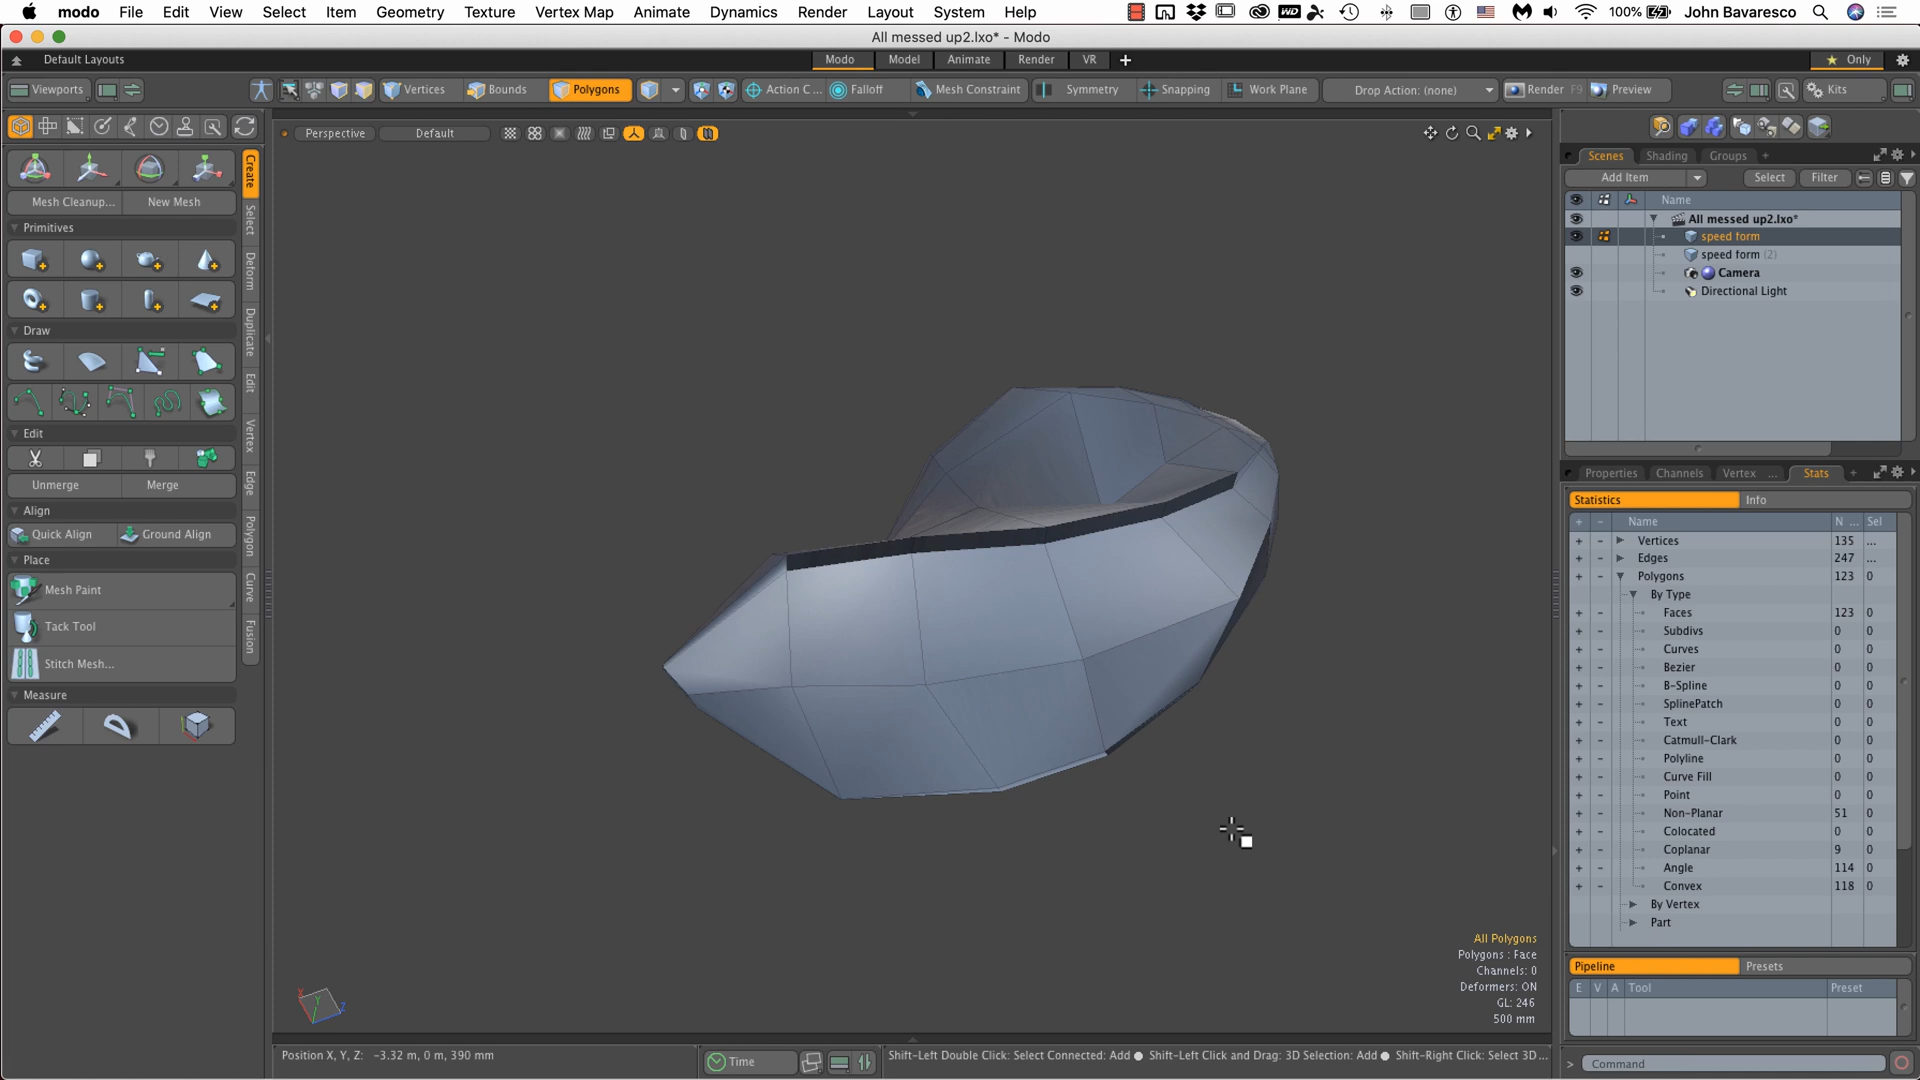 modo File Edit View Select Item Geometry Texture Vertex Map Animate Dynamics Render Layout System Help 100% John Bavaresco
All messed up2.lxo* - Modo
Default Layouts Modo Model Animate Render VR + Only
Viewports Vertices Bounds Polygons Action C ... Falloff Mesh Constraint Symmetry Snapping Work Plane Drop Action: (none) Render F9 Preview Kits
Perspective Default
Create
Select
Deform
Duplicate
Edit
Vertex
Edge
Polygon
Curve
Fusion
Mesh Cleanup... New Mesh
Primitives
Draw
Edit
Unmerge Merge
Align
Quick Align Ground Align
Place
Mesh Paint
Tack Tool
Stitch Mesh...
Measure
X Y Z
All Polygons
Polygons : Face
Channels: 0
Deformers: ON
GL: 246
500 mm
Position X, Y, Z: -3.32 m, 0 m, 390 mm
Time
Shift-Left Double Click: Select Connected: Add ● Shift-Left Click and Drag: 3D Selection: Add ● Shift-Right Click: Select 3D...
Scenes Shading Groups +
Add Item Select Filter
Name
All messed up2.lxo*
speed form
speed form (2)
Camera
Directional Light
Properties Channels Vertex ... Stats +
Statistics Info
+ - Name N ... Sel
+ - Vertices 135 ...
+ - Edges 247 ...
+ - Polygons 123 0
By Type
+ - Faces 123 0
+ - Subdivs 0 0
+ - Curves 0 0
+ - Bezier 0 0
+ - B-Spline 0 0
+ - SplinePatch 0 0
+ - Text 0 0
+ - Catmull-Clark 0 0
+ - Polyline 0 0
+ - Curve Fill 0 0
+ - Point 0 0
+ - Non-Planar 51 0
+ - Colocated 0 0
+ - Coplanar 9 0
+ - Angle 114 0
+ - Convex 118 0
By Vertex
Part
Pipeline Presets
E V A Tool Preset
> Command